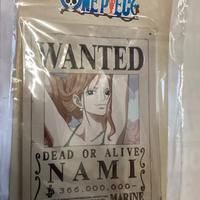 ONE PIECE
WANTED
DEAD OR ALIVE
NAMI
366,000,000-
MARINE